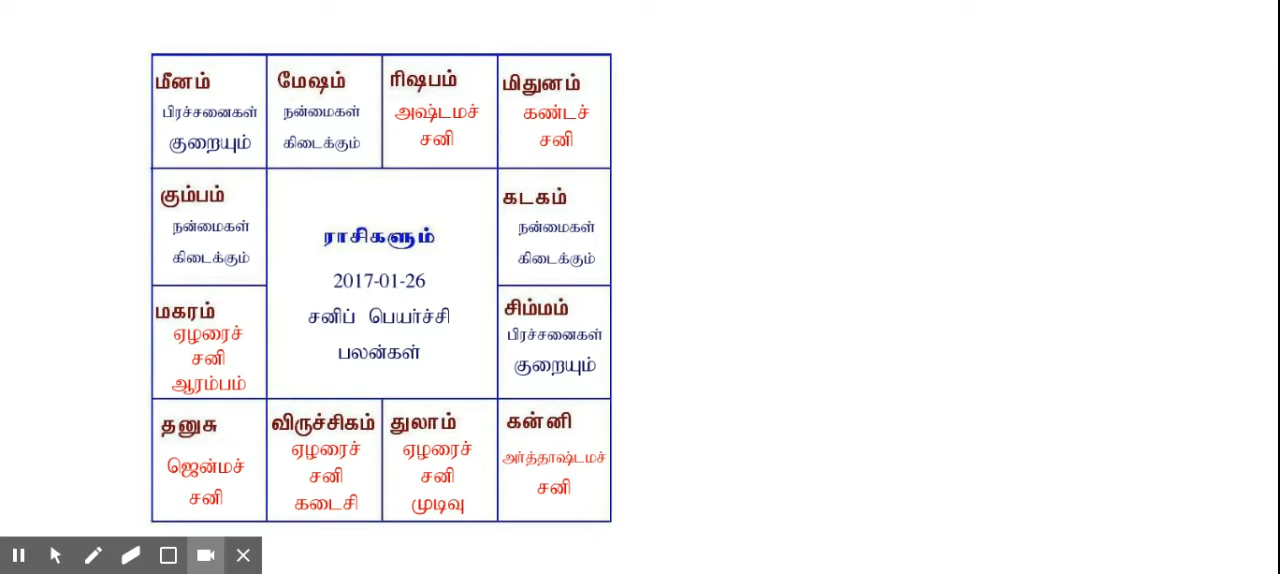 மீனம்
பிரச்சனைகள்
குறையும்
மேஷம்
நன்மைகள்
கிடைக்கும்
ரிஷபம்
அஷ்டமச்
சனி
மிதுனம்
கண்டச்
சனி
கும்பம்
நன்மைகள்
கிடைக்கும்
ராசிகளும்
2017-01-26
சனிப் பெயர்ச்சி
பலன்கள்
கடகம்
நன்மைகள்
கிடைக்கும்
மகரம்
ஏழரைச்
சனி
ஆரம்பம்
சிம்மம்
பிரச்சனைகள்
குறையும்
தனுசு
ஜென்மச்
சனி
விருச்சிகம்
ஏழரைச்
சனி
கடைசி
துலாம்
ஏழரைச்
சனி
முடிவு
கன்னி
அர்த்தாஷ்டமச்
சனி